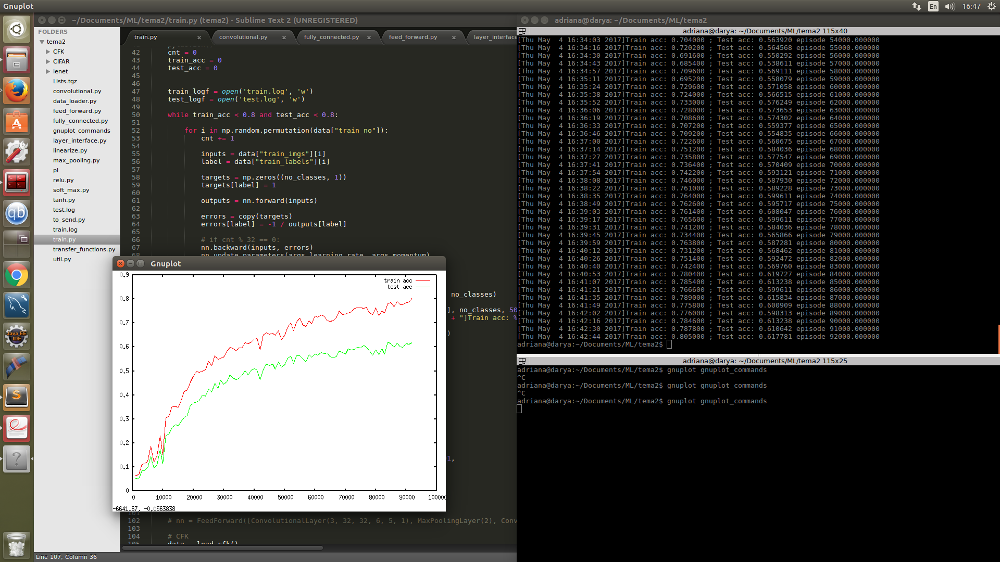 Gnuplot
En
16:47
~/Documents/ML/tema2/train.py (tema2) - Sublime Text 2 (UNREGISTERED)
FOLDERS
tema2
CFK
CIFAR
lenet
Lists.tgz
convolutional.py
data_loader.py
feed_forward.py
fully_connected.py
gnuplot_commands
layer_interface.py
linearize.py
max_pooling.py
pl
relu.py
soft_max.py
tanh.py
test.log
to_send.py
train.log
train.py
transfer_functions.py
util.py
train.py
convolutional.py
fully_connected.py
feed_forward.py
layer_interface
42 cnt = 0
43 train_acc = 0
44 test_acc = 0
45
46
47 train_logf = open('train.log', 'w')
48 test_logf = open('test.log', 'w')
49
50 while train_acc < 0.8 and test_acc < 0.8:
51
52 for i in np.random.permutation(data["train_no"]):
53 cnt += 1
54
55 inputs = data["train_imgs"][i]
56 label = data["train_labels"][i]
57
58 targets = np.zeros((no_classes, 1))
59 targets[label] = 1
60
61 outputs = nn.forward(inputs)
62
63 errors = copy(targets)
64 errors[label] = -1 / outputs[label]
65
66 # if cnt % 32 == 0:
67 nn.backward(inputs, errors)
68 nn.update_parameters(args.learning_rate, args.momentum)
no_classes)
], no_classes, 50
+ "]Train acc: %
)
1,
101
102 # nn = FeedForward([ConvolutionalLayer(3, 32, 32, 6, 5, 1), MaxPoolingLayer(2), Conv
103
104 # CFK
105 data = load_cfk()
Line 107, Column 36
Gnuplot
train acc
test acc
0.9
0.8
0.7
0.6
0.5
0.4
0.3
0.2
0.1
0
0 10000 20000 30000 40000 50000 60000 70000 80000 90000 100000
-6641.67, -0.0563838
adriana@darya: ~/Documents/ML/tema2
adriana@darya: ~/Documents/ML/tema2 115x40
[Thu May  4 16:34:03 2017]Train acc: 0.704000 ; Test acc: 0.563920 episode 54000.000000
[Thu May  4 16:34:16 2017]Train acc: 0.720200 ; Test acc: 0.564568 episode 55000.000000
[Thu May  4 16:34:30 2017]Train acc: 0.691600 ; Test acc: 0.550292 episode 56000.000000
[Thu May  4 16:34:43 2017]Train acc: 0.685400 ; Test acc: 0.538611 episode 57000.000000
[Thu May  4 16:34:57 2017]Train acc: 0.709600 ; Test acc: 0.569111 episode 58000.000000
[Thu May  4 16:35:11 2017]Train acc: 0.695200 ; Test acc: 0.558079 episode 59000.000000
[Thu May  4 16:35:24 2017]Train acc: 0.729600 ; Test acc: 0.571058 episode 60000.000000
[Thu May  4 16:35:38 2017]Train acc: 0.724000 ; Test acc: 0.566515 episode 61000.000000
[Thu May  4 16:35:52 2017]Train acc: 0.733000 ; Test acc: 0.576249 episode 62000.000000
[Thu May  4 16:36:06 2017]Train acc: 0.728000 ; Test acc: 0.573653 episode 63000.000000
[Thu May  4 16:36:19 2017]Train acc: 0.708600 ; Test acc: 0.574302 episode 64000.000000
[Thu May  4 16:36:33 2017]Train acc: 0.707200 ; Test acc: 0.559377 episode 65000.000000
[Thu May  4 16:36:46 2017]Train acc: 0.709200 ; Test acc: 0.554835 episode 66000.000000
[Thu May  4 16:37:00 2017]Train acc: 0.722600 ; Test acc: 0.560675 episode 67000.000000
[Thu May  4 16:37:14 2017]Train acc: 0.751200 ; Test acc: 0.584036 episode 68000.000000
[Thu May  4 16:37:27 2017]Train acc: 0.735800 ; Test acc: 0.577547 episode 69000.000000
[Thu May  4 16:37:41 2017]Train acc: 0.736400 ; Test acc: 0.570409 episode 70000.000000
[Thu May  4 16:37:54 2017]Train acc: 0.742200 ; Test acc: 0.593121 episode 71000.000000
[Thu May  4 16:38:08 2017]Train acc: 0.746000 ; Test acc: 0.587930 episode 72000.000000
[Thu May  4 16:38:22 2017]Train acc: 0.761000 ; Test acc: 0.589228 episode 73000.000000
[Thu May  4 16:38:35 2017]Train acc: 0.764000 ; Test acc: 0.599611 episode 74000.000000
[Thu May  4 16:38:49 2017]Train acc: 0.762600 ; Test acc: 0.595717 episode 75000.000000
[Thu May  4 16:39:03 2017]Train acc: 0.761400 ; Test acc: 0.608047 episode 76000.000000
[Thu May  4 16:39:17 2017]Train acc: 0.765600 ; Test acc: 0.599611 episode 77000.000000
[Thu May  4 16:39:31 2017]Train acc: 0.741200 ; Test acc: 0.584036 episode 78000.000000
[Thu May  4 16:39:45 2017]Train acc: 0.734400 ; Test acc: 0.565866 episode 79000.000000
[Thu May  4 16:39:59 2017]Train acc: 0.763800 ; Test acc: 0.587281 episode 80000.000000
[Thu May  4 16:40:12 2017]Train acc: 0.731200 ; Test acc: 0.568462 episode 81000.000000
[Thu May  4 16:40:26 2017]Train acc: 0.751400 ; Test acc: 0.592472 episode 82000.000000
[Thu May  4 16:40:40 2017]Train acc: 0.742400 ; Test acc: 0.569760 episode 83000.000000
[Thu May  4 16:40:53 2017]Train acc: 0.780400 ; Test acc: 0.619727 episode 84000.000000
[Thu May  4 16:41:07 2017]Train acc: 0.785400 ; Test acc: 0.613238 episode 85000.000000
[Thu May  4 16:41:21 2017]Train acc: 0.766600 ; Test acc: 0.599611 episode 86000.000000
[Thu May  4 16:41:35 2017]Train acc: 0.789000 ; Test acc: 0.615834 episode 87000.000000
[Thu May  4 16:41:49 2017]Train acc: 0.775800 ; Test acc: 0.600909 episode 88000.000000
[Thu May  4 16:42:02 2017]Train acc: 0.776000 ; Test acc: 0.598313 episode 89000.000000
[Thu May  4 16:42:16 2017]Train acc: 0.784600 ; Test acc: 0.613238 episode 90000.000000
[Thu May  4 16:42:30 2017]Train acc: 0.787800 ; Test acc: 0.610642 episode 91000.000000
[Thu May  4 16:42:44 2017]Train acc: 0.805000 ; Test acc: 0.617781 episode 92000.000000
adriana@darya:~/Documents/ML/tema2$
adriana@darya: ~/Documents/ML/tema2 115x25
adriana@darya:~/Documents/ML/tema2$ gnuplot gnuplot_commands
^C
adriana@darya:~/Documents/ML/tema2$ gnuplot gnuplot_commands
^C
adriana@darya:~/Documents/ML/tema2$ gnuplot gnuplot_commands